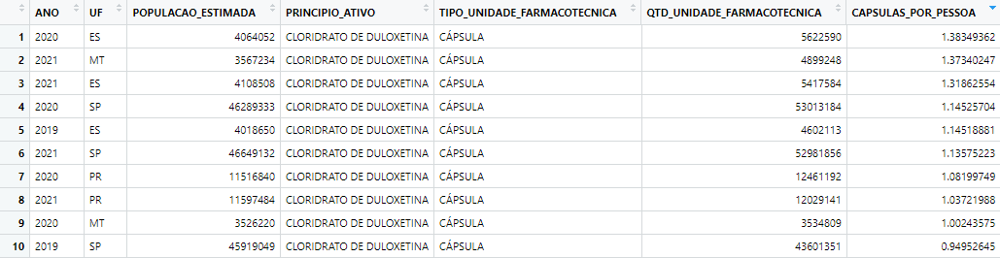 ANO UF POPULACAO_ESTIMADA PRINCIPIO_ATIVO TIPO_UNIDADE_FARMACOTECNICA QTD_UNIDADE_FARMACOTECNICA CAPSULAS_POR_PESSOA
1 2020 ES 4064052 CLORIDRATO DE DULOXETINA CÁPSULA 5622590 1.38349362
2 2021 MT 3567234 CLORIDRATO DE DULOXETINA CÁPSULA 4899248 1.37340247
3 2021 ES 4108508 CLORIDRATO DE DULOXETINA CÁPSULA 5417584 1.31862554
4 2020 SP 46289333 CLORIDRATO DE DULOXETINA CÁPSULA 53013184 1.14525704
5 2019 ES 4018650 CLORIDRATO DE DULOXETINA CÁPSULA 4602113 1.14518881
6 2021 SP 46649132 CLORIDRATO DE DULOXETINA CÁPSULA 52981856 1.13575223
7 2020 PR 11516840 CLORIDRATO DE DULOXETINA CÁPSULA 12461192 1.08199749
8 2021 PR 11597484 CLORIDRATO DE DULOXETINA CÁPSULA 12029141 1.03721988
9 2020 MT 3526220 CLORIDRATO DE DULOXETINA CÁPSULA 3534809 1.00243575
10 2019 SP 45919049 CLORIDRATO DE DULOXETINA CÁPSULA 43601351 0.94952645